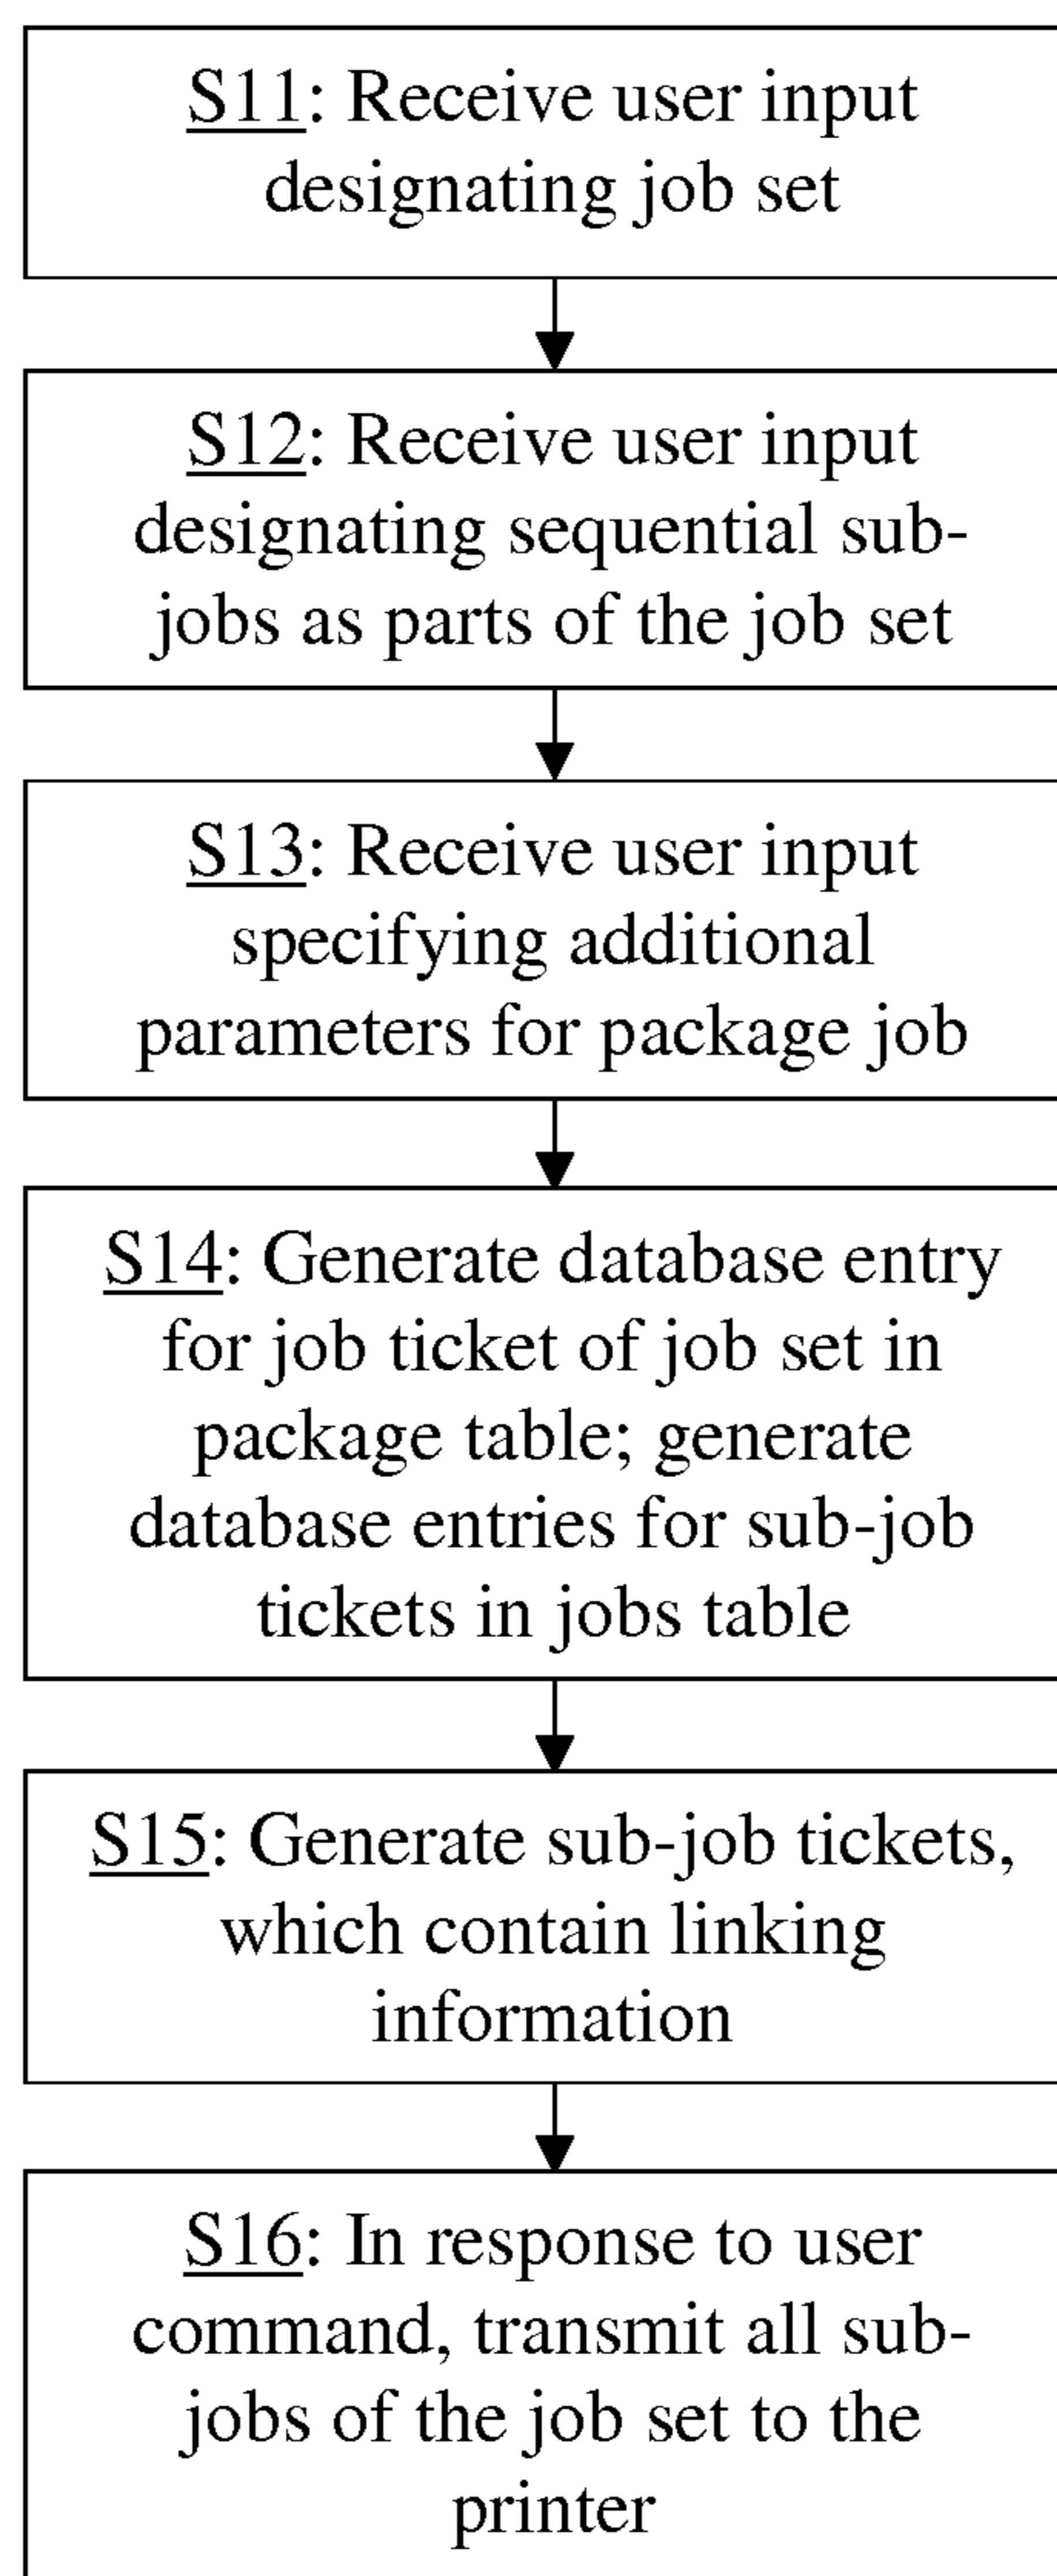 S11: Receive user input
designating job set
S12: Receive user input
designating sequential sub-
jobs as parts of the job set
S13: Receive user input
specifying additional
parameters for package job
S14: Generate database entry
for job ticket of job set in
package table; generate
database entries for sub-job
tickets in jobs table
S15: Generate sub-job tickets,
which contain linking
information
S16: In response to user
command, transmit all sub-
jobs of the job set to the
printer